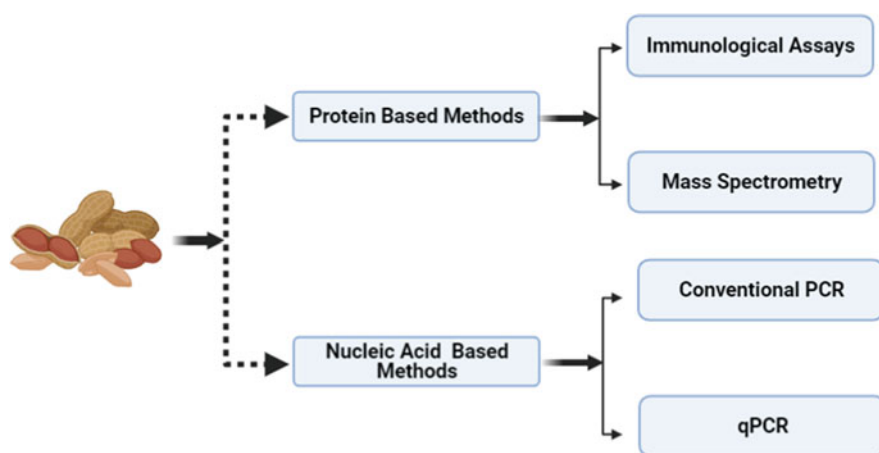 Immunological Assays
Protein Based Methods
Mass Spectrometry
Conventional PCR
Nucleic Acid Based
Methods
qPCR